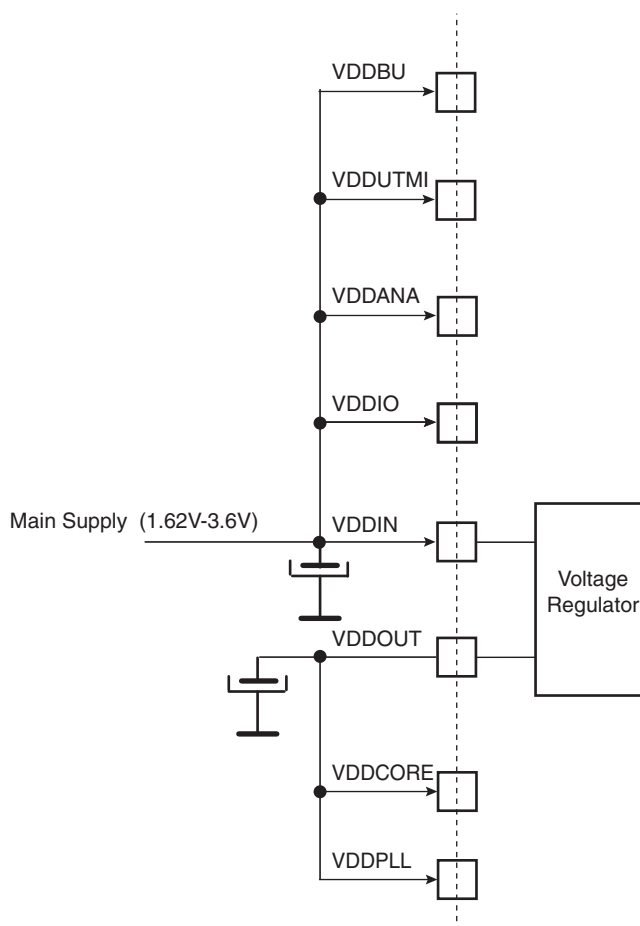 VDDBU
VDDUTMI
VDDANA
VDDIO
Main Supply (1.62V-3.6V)
VDDIN
Voltage
Regulator
VDDOUT
VDDCORE
VDDPLL